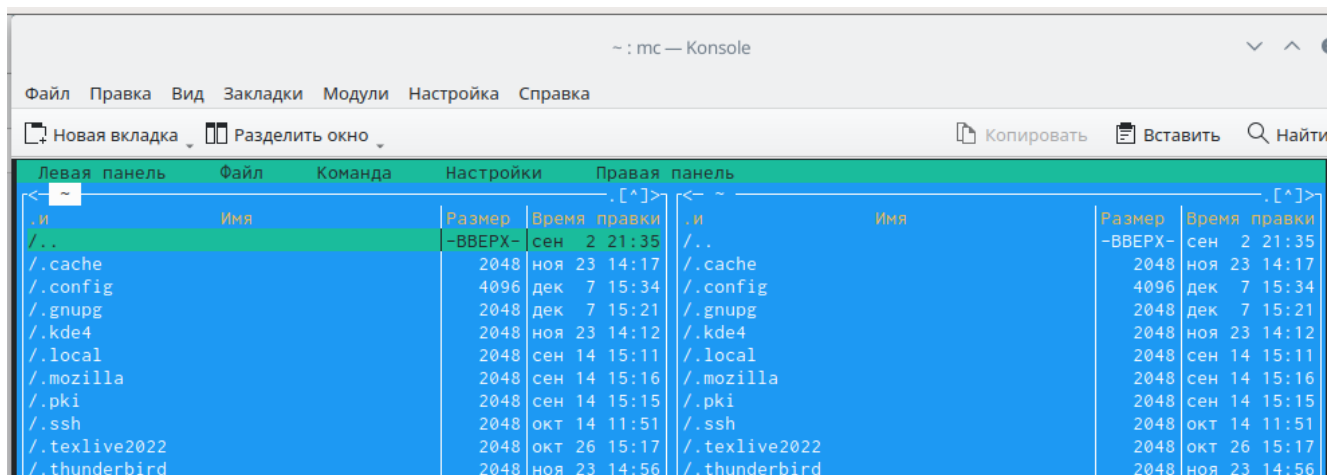 ~ : mc — Konsole
Файл Правка Вид Закладки Модули Настройка Справка
Новая вкладка Разделить окно Копировать Вставить Найти
Левая панель Файл Команда Настройки Правая панель
<— ~ .[^]> <— ~ .[^]>
.и Имя Размер Время правки .и Имя Размер Время правки
/.. -ВВЕРХ- сен 2 21:35 /.. -ВВЕРХ- сен 2 21:35
/.cache 2048 ноя 23 14:17 /.cache 2048 ноя 23 14:17
/.config 4096 дек 7 15:34 /.config 4096 дек 7 15:34
/.gnupg 2048 дек 7 15:21 /.gnupg 2048 дек 7 15:21
/.kde4 2048 ноя 23 14:12 /.kde4 2048 ноя 23 14:12
/.local 2048 сен 14 15:11 /.local 2048 сен 14 15:11
/.mozilla 2048 сен 14 15:16 /.mozilla 2048 сен 14 15:16
/.pki 2048 сен 14 15:15 /.pki 2048 сен 14 15:15
/.ssh 2048 окт 14 11:51 /.ssh 2048 окт 14 11:51
/.texlive2022 2048 окт 26 15:17 /.texlive2022 2048 окт 26 15:17
/.thunderbird 2048 ноя 23 14:56 /.thunderbird 2048 ноя 23 14:56